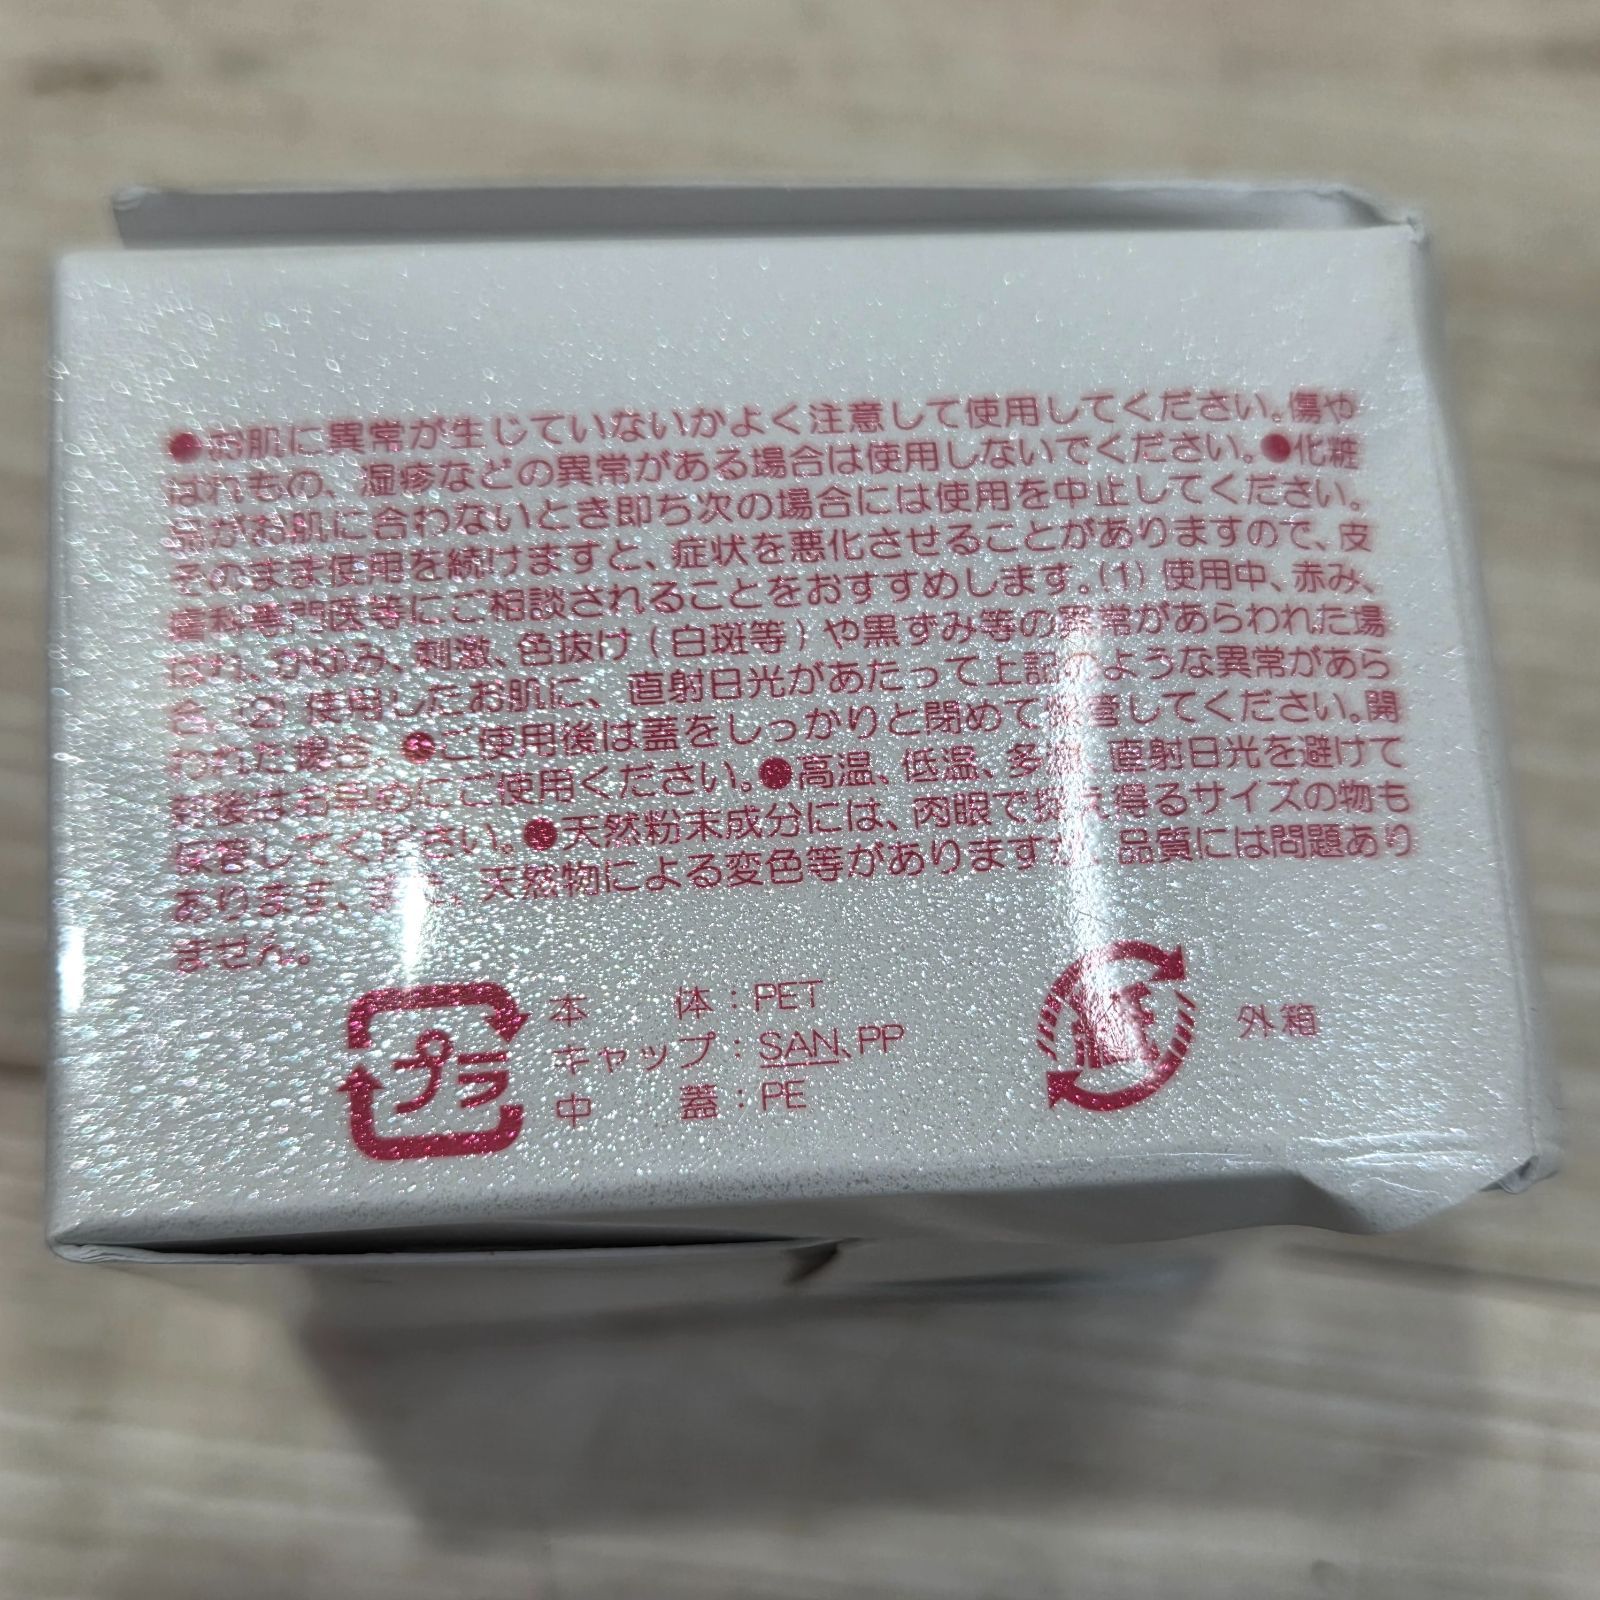 ●お肌に異常が生じていないかよく注意して使用してください。傷や
はれもの、湿疹などの異常がある場合は使用しないでください。●化粧
品がお肌に合わないとき即ち次の場合には使用を中止してください。
そのまま使用を続けますと、症状を悪化させることがありますので、皮
膚科専門医等にご相談されることをおすすめします。(1) 使用中、赤み、
はれ、かゆみ、刺激、色抜け(白斑等)や黒ずみ等の異常があらわれた場
合 (2) 使用したお肌に、直射日光があたって上記のような異常があら
われた場合 ●ご使用後は蓋をしっかりと閉めて保管してください。開
封後はお早めにご使用ください。●高温、低温、多湿、直射日光を避けて
保管してください。●天然粉末成分には、肉眼で捉え得るサイズの物も
あります、また、天然物による変色等がありますが、品質には問題あり
ません。
プラ
本体:PET
キャップ:SAN、PP
中蓋:PE
紙
外箱